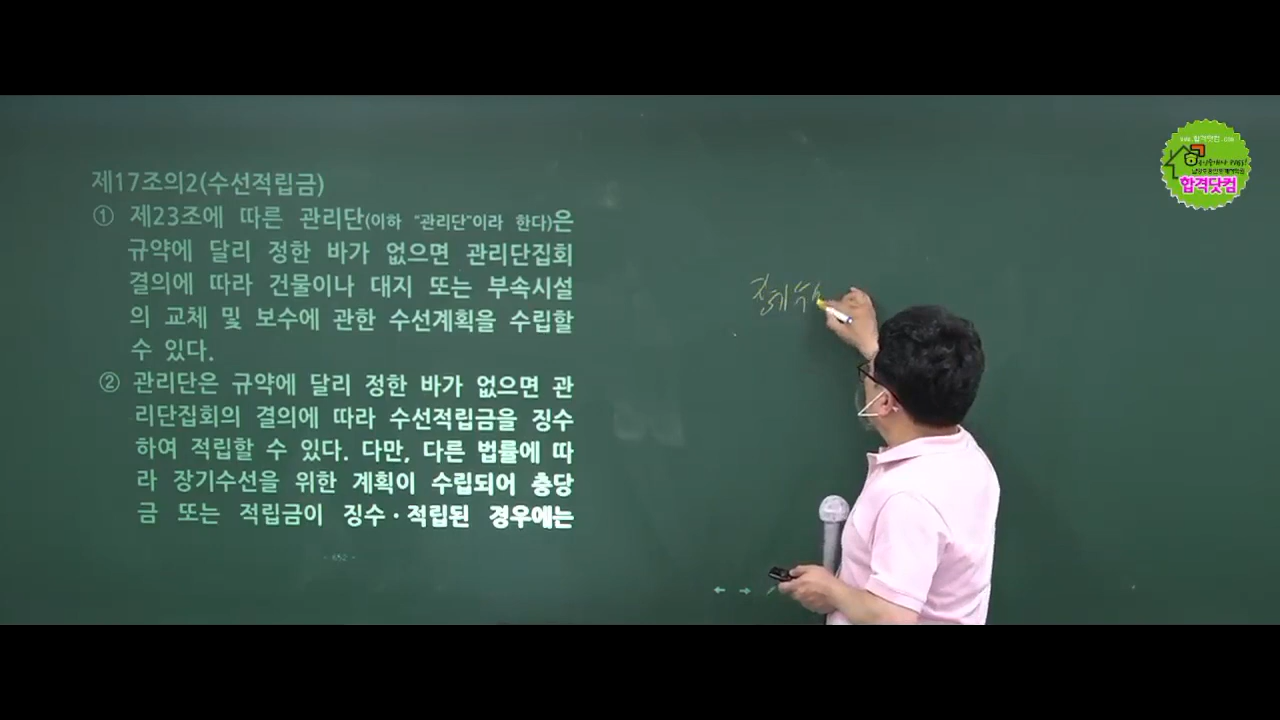 제17조의2(수선적립금)
① 제23조에 따른 관리단(이하 "관리단"이라 한다)은
규약에 달리 정한 바가 없으면 관리단집회
결의에 따라 건물이나 대지 또는 부속시설
의 교체 및 보수에 관한 수선계획을 수립할
수 있다.
② 관리단은 규약에 달리 정한 바가 없으면 관
리단집회의 결의에 따라 수선적립금을 징수
하여 적립할 수 있다. 다만, 다른 법률에 따
라 장기수선을 위한 계획이 수립되어 충당
금 또는 적립금이 징수·적립된 경우에는
- 652 -
www.합격닷컴.com
합격닷컴